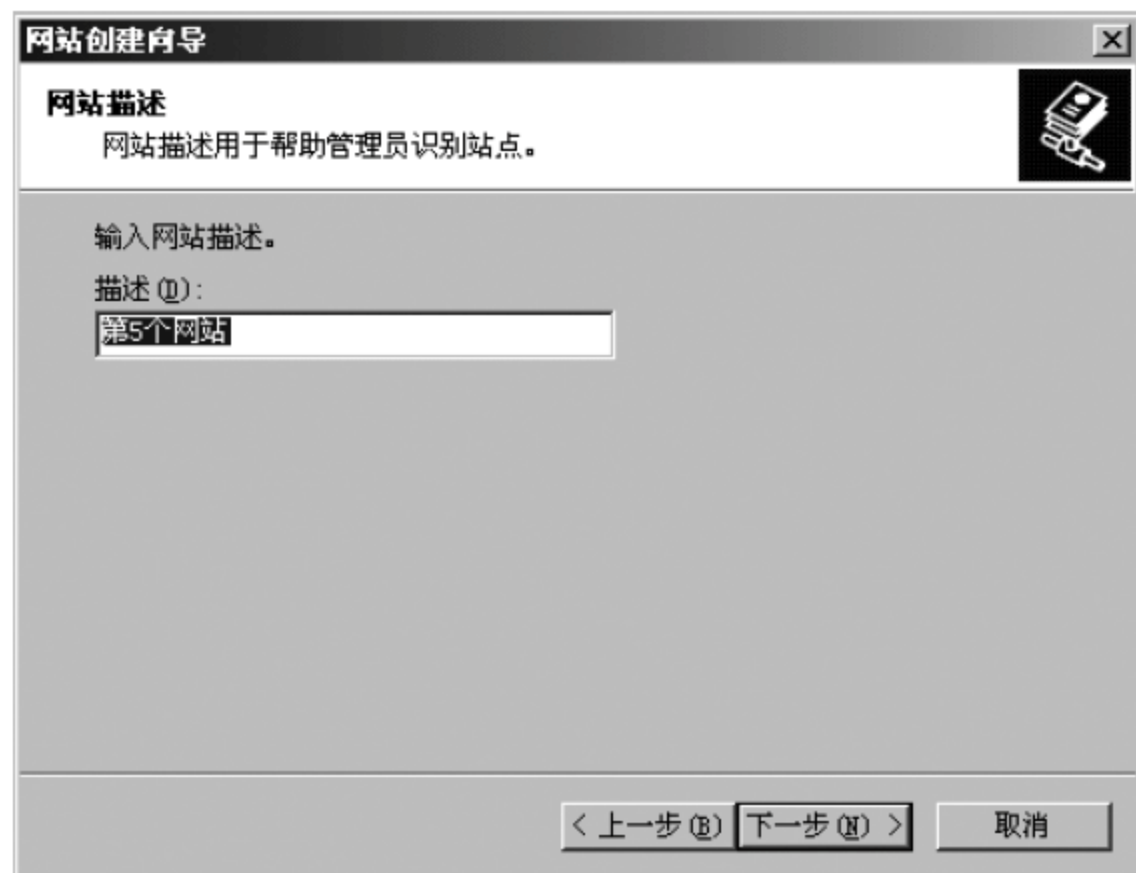 网站创建向导
网站描述
网站描述用于帮助管理员识别站点。
输入网站描述。
描述(D):
第5个网站
< 上一步(B) 下一步(N) > 取消